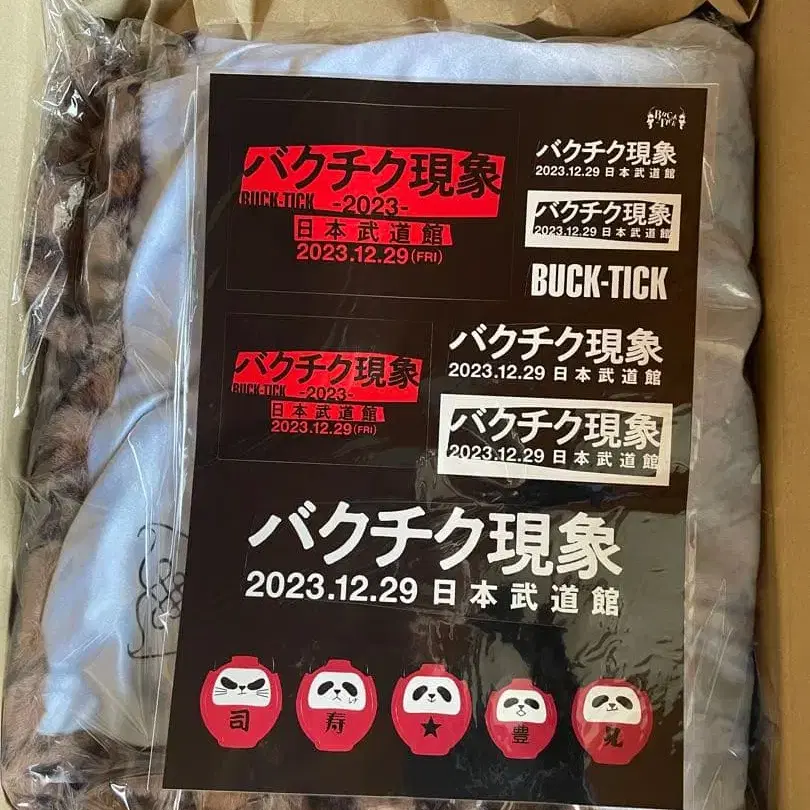 BUCK-TICK
バクチク現象
BUCK-TICK -2023-
日本武道館
2023.12.29(FRI)
バクチク現象
2023.12.29 日本武道館
バクチク現象
2023.12.29 日本武道館
BUCK-TICK
バクチク現象
BUCK-TICK -2023-
日本武道館
2023.12.29(FRI)
バクチク現象
2023.12.29 日本武道館
バクチク現象
2023.12.29 日本武道館
バクチク現象
2023.12.29 日本武道館
司 寿 ★ 豊